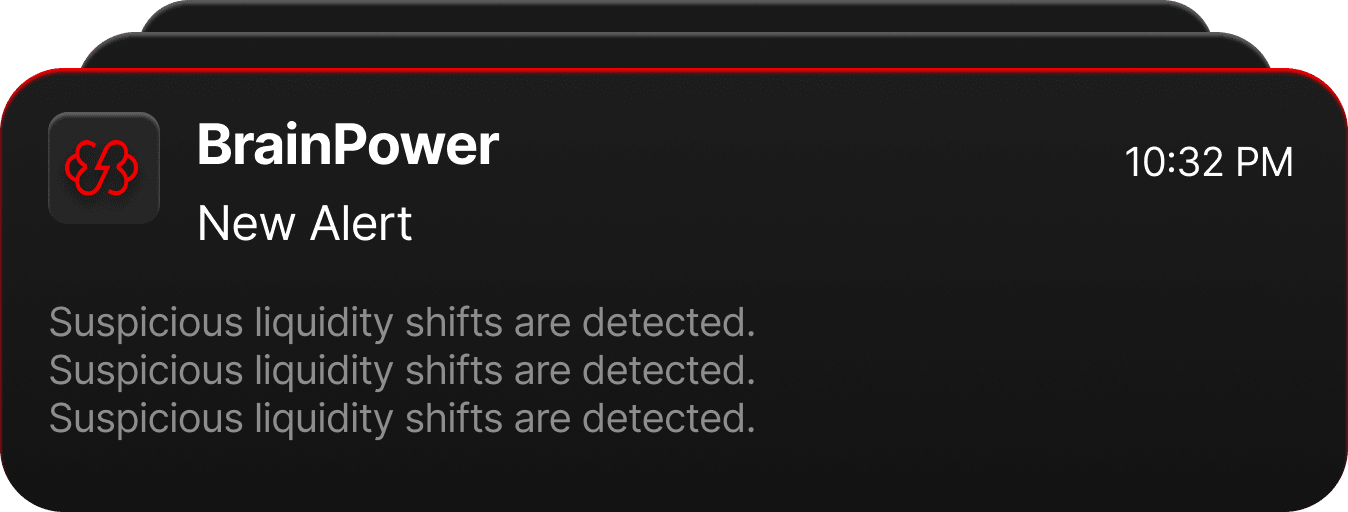 BrainPower
10:32 PM
New Alert
Suspicious liquidity shifts are detected.
Suspicious liquidity shifts are detected.
Suspicious liquidity shifts are detected.